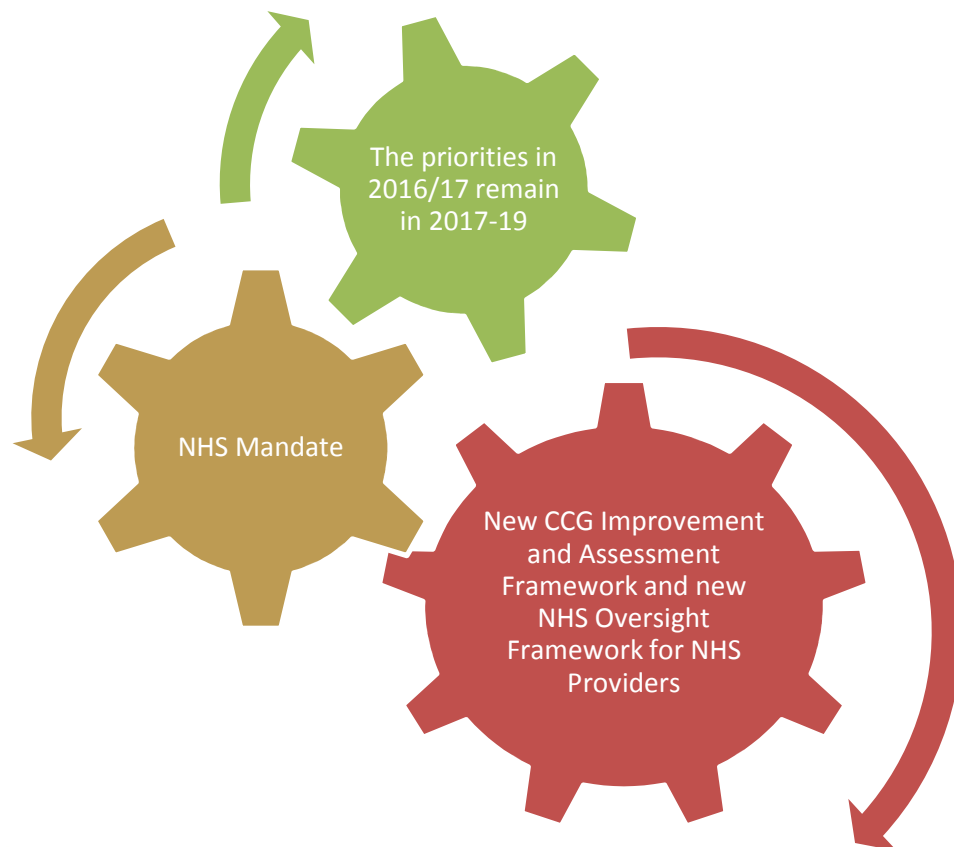 The priorities in
2016/17 remain
in 2017-19
NHS Mandate
New CCG Improvement
and Assessment
Framework and new
NHS Oversight
Framework for NHS
Providers